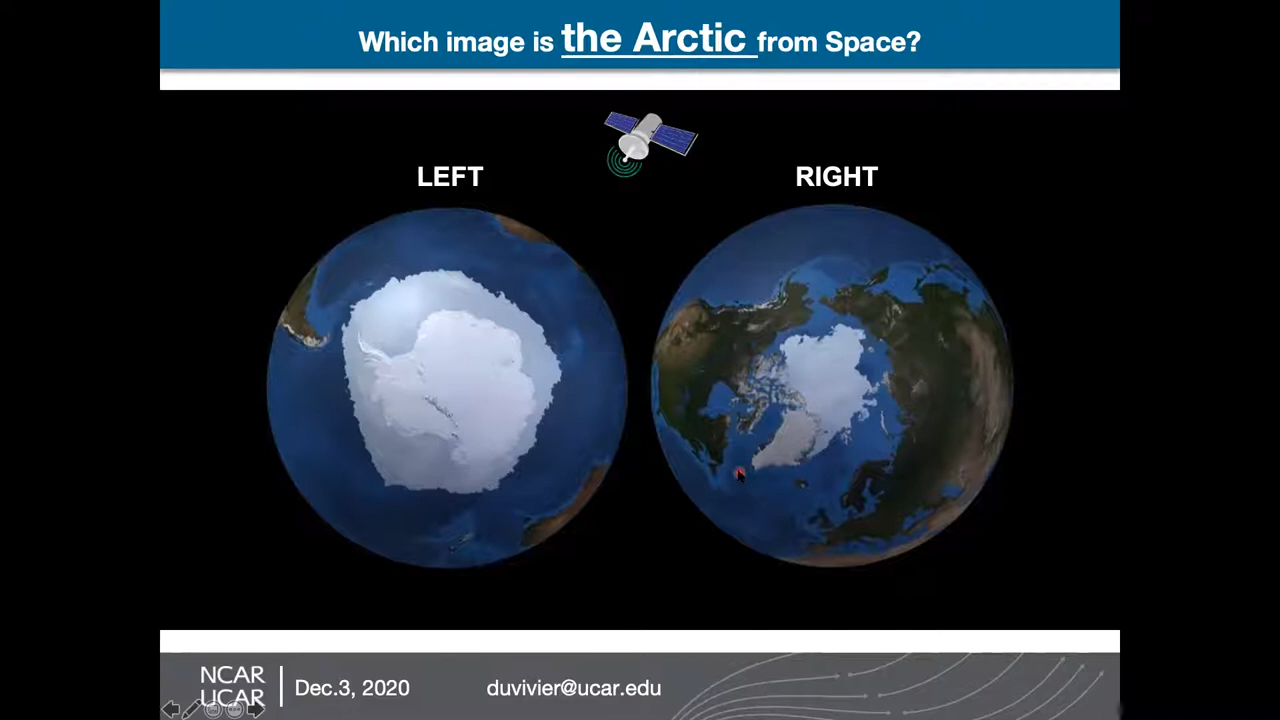 Which image is the Arctic from Space?
LEFT
RIGHT
NCAR
UCAR
Dec.3, 2020
duvivier@ucar.edu